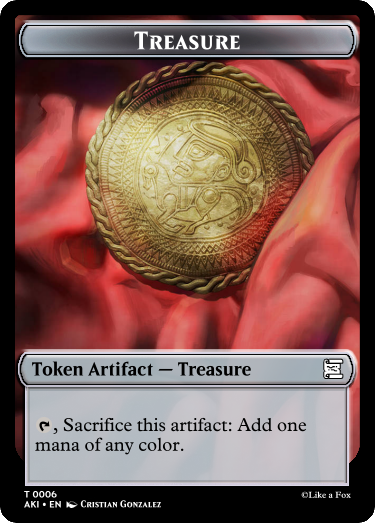 Treasure
Token Artifact — Treasure
, Sacrifice this artifact: Add one
mana of any color.
T 0006
AKI • EN Cristian Gonzalez
©Like a Fox